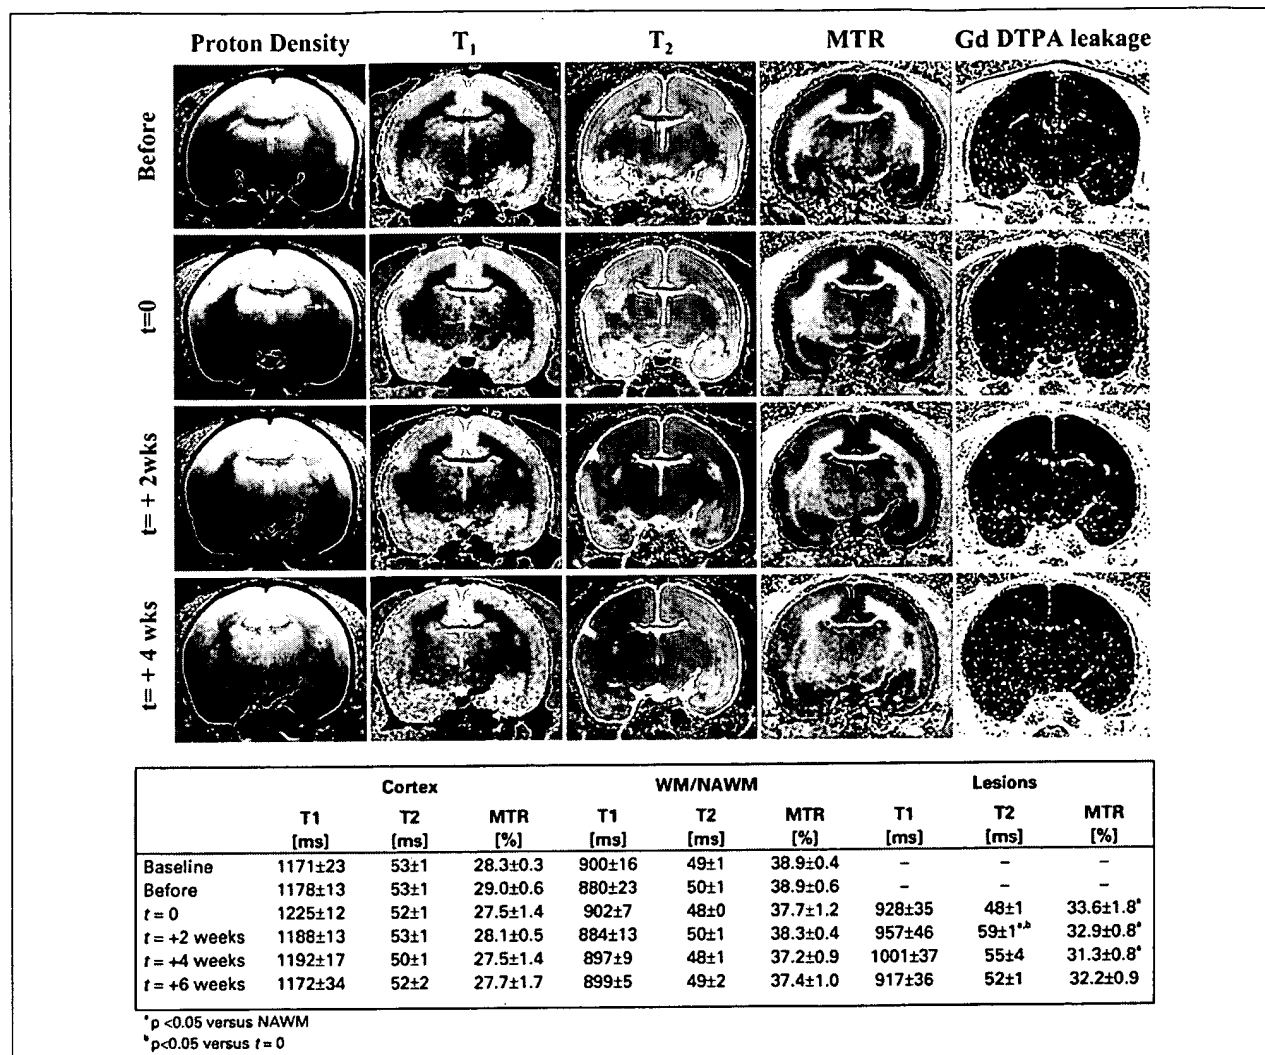 Proton Density T₁ T₂ MTR Gd DTPA leakage
Before
t=0
t= + 2wks
t= + 4 wks
Cortex WM/NAWM Lesions
T1 T2 MTR T1 T2 MTR T1 T2 MTR
[ms] [ms] [%] [ms] [ms] [%] [ms] [ms] [%]
Baseline 1171±23 53±1 28.3±0.3 900±16 49±1 38.9±0.4 – – –
Before 1178±13 53±1 29.0±0.6 880±23 50±1 38.9±0.6 – – –
t = 0 1225±12 52±1 27.5±1.4 902±7 48±0 37.7±1.2 928±35 48±1 33.6±1.8ᵃ
t = +2 weeks 1188±13 53±1 28.1±0.5 884±13 50±1 38.3±0.4 957±46 59±1ᵃ,ᵇ 32.9±0.8ᵃ
t = +4 weeks 1192±17 50±1 27.5±1.4 897±9 48±1 37.2±0.9 1001±37 55±4 31.3±0.8ᵃ
t = +6 weeks 1172±34 52±2 27.7±1.7 899±5 49±2 37.4±1.0 917±36 52±1 32.2±0.9
ᵃp <0.05 versus NAWM
ᵇp<0.05 versus t = 0